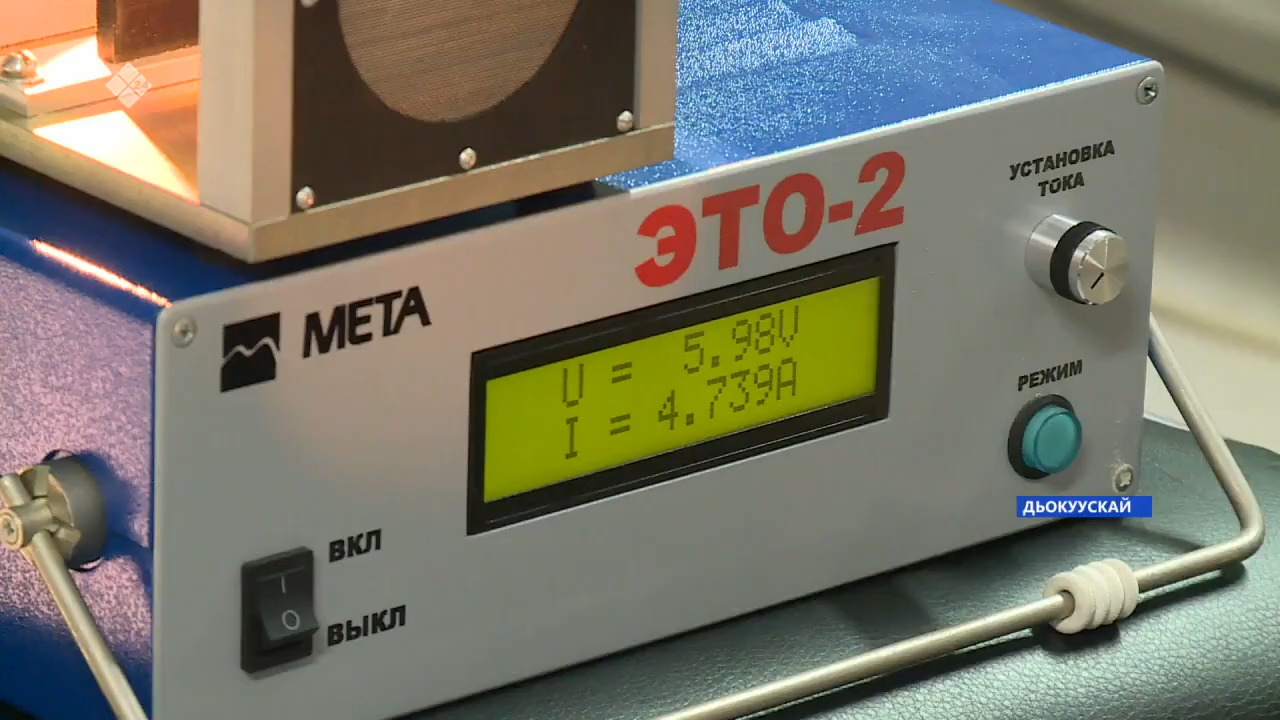 ЭТО-2
УСТАНОВКА
ТОКА
МЕТА
U = 5.98V
I = 4.739A
РЕЖИМ
ДЬОКУУСКАЙ
ВКЛ
ВЫКЛ